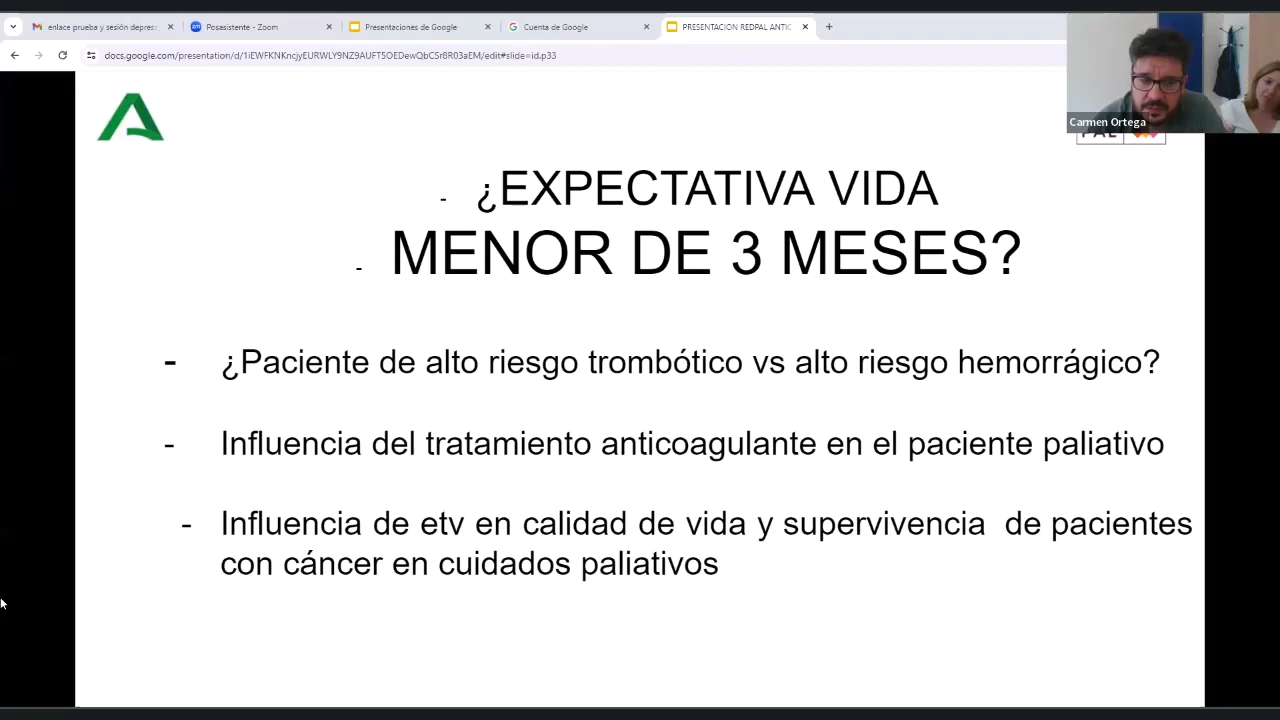 enlace prueba y sesión depres
Posasistente - Zoom
Presentaciones de Google
Cuenta de Google
PRESENTACION REDPAL ANTIC
docs.google.com/presentation/d/1iEWFKNKncjyEURWLY9NZ9AUFT5OEDewQbCSr8R03aEM/edit#slide=id.p33
Carmen Ortega
PAL
- ¿EXPECTATIVA VIDA
- MENOR DE 3 MESES?
- ¿Paciente de alto riesgo trombótico vs alto riesgo hemorrágico?
- Influencia del tratamiento anticoagulante en el paciente paliativo
- Influencia de etv en calidad de vida y supervivencia de pacientes
con cáncer en cuidados paliativos